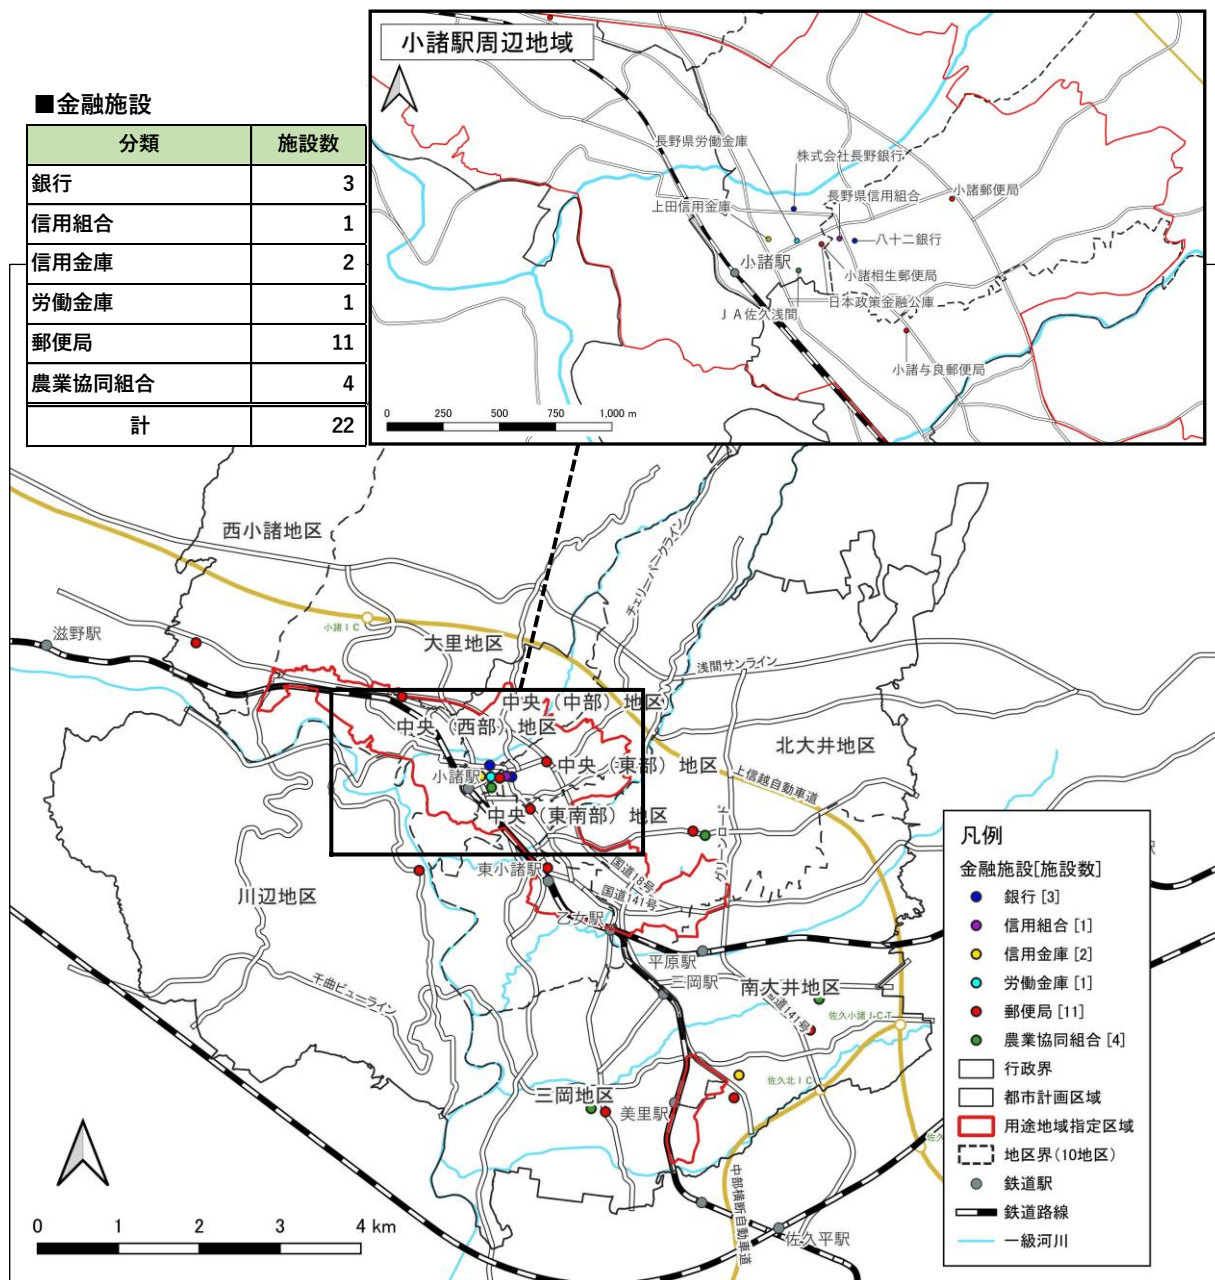 ■金融施設
分類 施設数
銀行 3
信用組合 1
信用金庫 2
労働金庫 1
郵便局 11
農業協同組合 4
計 22
小諸駅周辺地域
長野県労働金庫
株式会社長野銀行
長野県信用組合
小諸郵便局
上田信用金庫
八十二銀行
小諸駅
小諸相生郵便局
日本政策金融公庫
ＪＡ佐久浅間
小諸与良郵便局
0 250 500 750 1,000 m
西小諸地区
チェリーパークライン
滋野駅
小諸ＩＣ
大里地区
浅間サンライン
中央（中部）地区
中央（西部）地区
北大井地区
小諸駅
中央（東部）地区
上信越自動車道
中央（東南部）地区
グリーンロード
国道18号
東小諸駅
国道141号
川辺地区
乙女駅
平原駅
三岡駅
南大井地区
千曲ビューライン
国道141号
佐久小諸ＪＣＴ
佐久北ＩＣ
三岡地区
美里駅
中部横断自動車道
佐久平駅
0 1 2 3 4 km
凡例
金融施設[施設数]
銀行 [3]
信用組合 [1]
信用金庫 [2]
労働金庫 [1]
郵便局 [11]
農業協同組合 [4]
行政界
都市計画区域
用途地域指定区域
地区界（10地区）
鉄道駅
鉄道路線
一級河川
駅
佐久